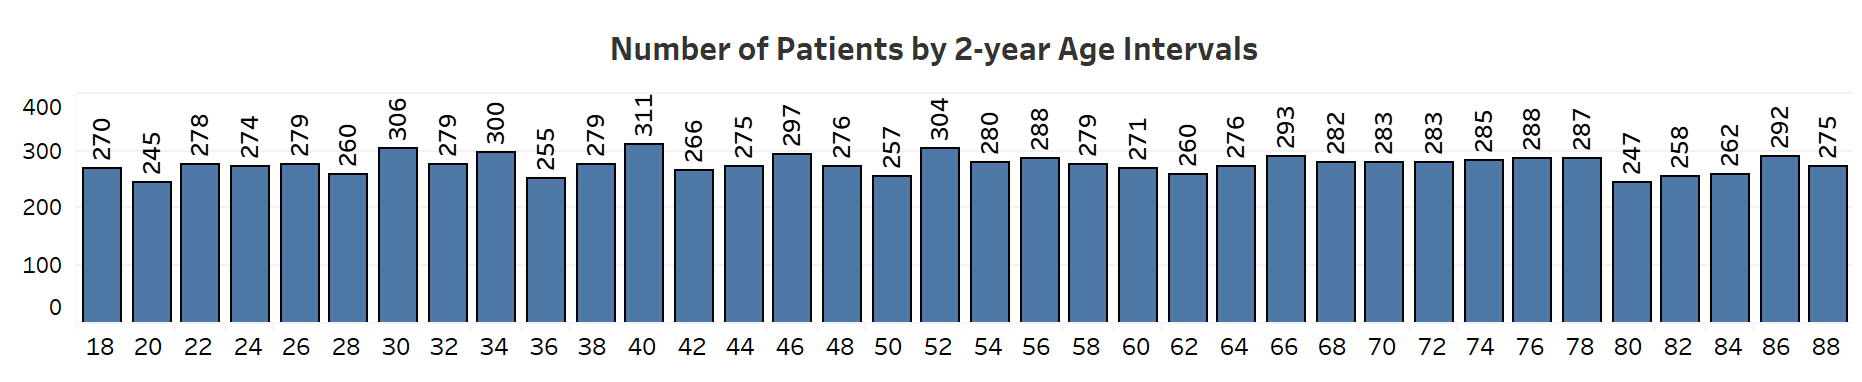 Number of Patients by 2-year Age Intervals
400
300
200
100
0
270 245 278 274 279 260 306 279 300 255 279 311 266 275 297 276 257 304 280 288 279 271 260 276 293 282 283 283 285 288 287 247 258 262 292 275
18 20 22 24 26 28 30 32 34 36 38 40 42 44 46 48 50 52 54 56 58 60 62 64 66 68 70 72 74 76 78 80 82 84 86 88